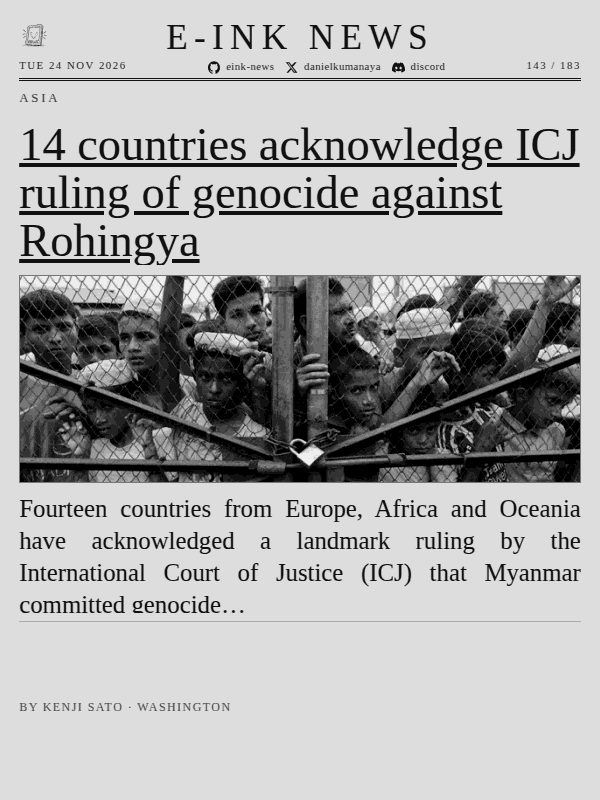 E-INK NEWS
TUE 24 NOV 2026
eink-news danielkumanaya discord
143 / 183
ASIA
14 countries acknowledge ICJ
ruling of genocide against
Rohingya
Fourteen countries from Europe, Africa and Oceania
have acknowledged a landmark ruling by the
International Court of Justice (ICJ) that Myanmar
committed genocide…
BY KENJI SATO · WASHINGTON